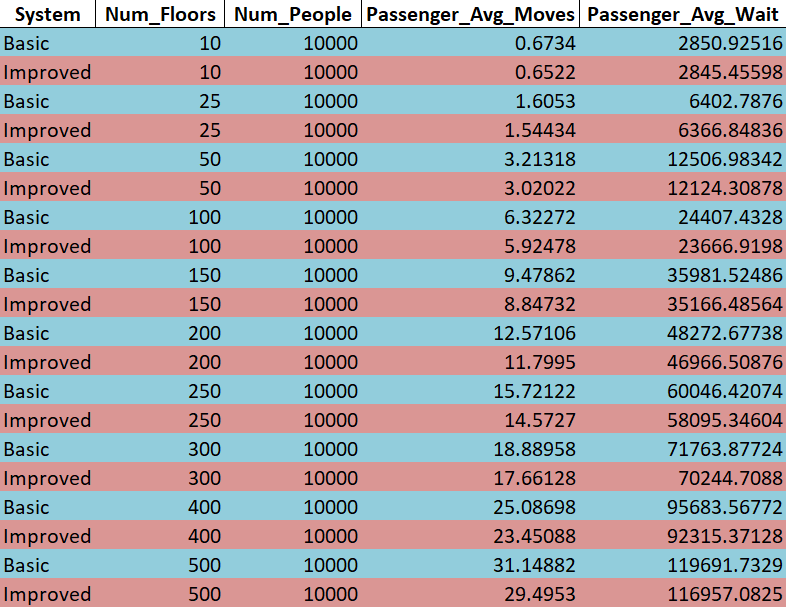 System Num_Floors Num_People Passenger_Avg_Moves Passenger_Avg_Wait
Basic 10 10000 0.6734 2850.92516
Improved 10 10000 0.6522 2845.45598
Basic 25 10000 1.6053 6402.7876
Improved 25 10000 1.54434 6366.84836
Basic 50 10000 3.21318 12506.98342
Improved 50 10000 3.02022 12124.30878
Basic 100 10000 6.32272 24407.4328
Improved 100 10000 5.92478 23666.9198
Basic 150 10000 9.47862 35981.52486
Improved 150 10000 8.84732 35166.48564
Basic 200 10000 12.57106 48272.67738
Improved 200 10000 11.7995 46966.50876
Basic 250 10000 15.72122 60046.42074
Improved 250 10000 14.5727 58095.34604
Basic 300 10000 18.88958 71763.87724
Improved 300 10000 17.66128 70244.7088
Basic 400 10000 25.08698 95683.56772
Improved 400 10000 23.45088 92315.37128
Basic 500 10000 31.14882 119691.7329
Improved 500 10000 29.4953 116957.0825